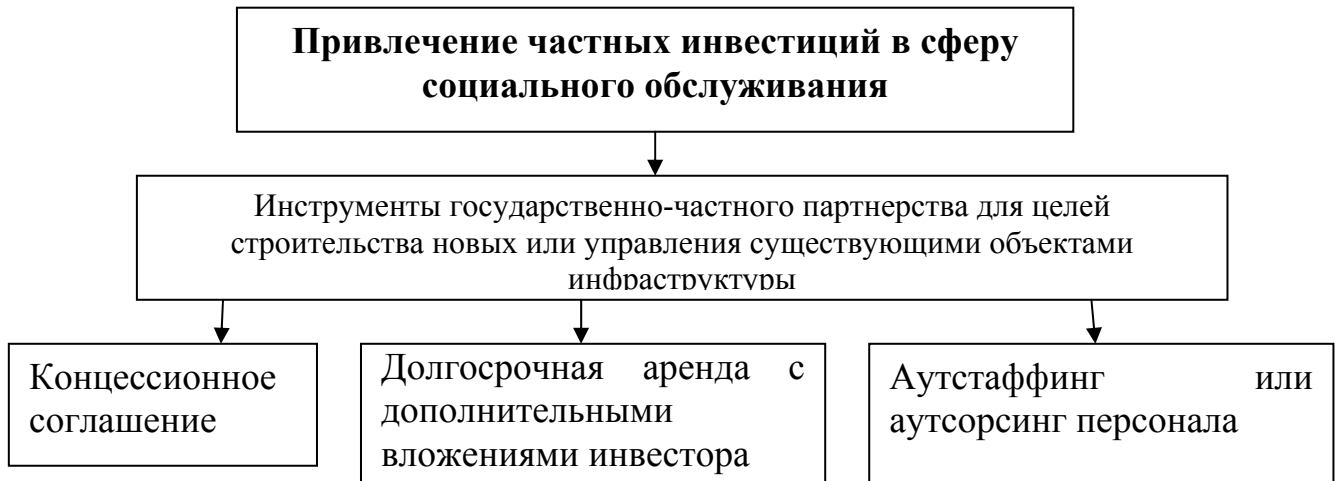 Привлечение частных инвестиций в сферу
социального обслуживания
Инструменты государственно-частного партнерства для целей
строительства новых или управления существующими объектами
инфраструктуры
Концессионное
соглашение
Долгосрочная аренда с
дополнительными
вложениями инвестора
Аутстаффинг или
аутсорсинг персонала